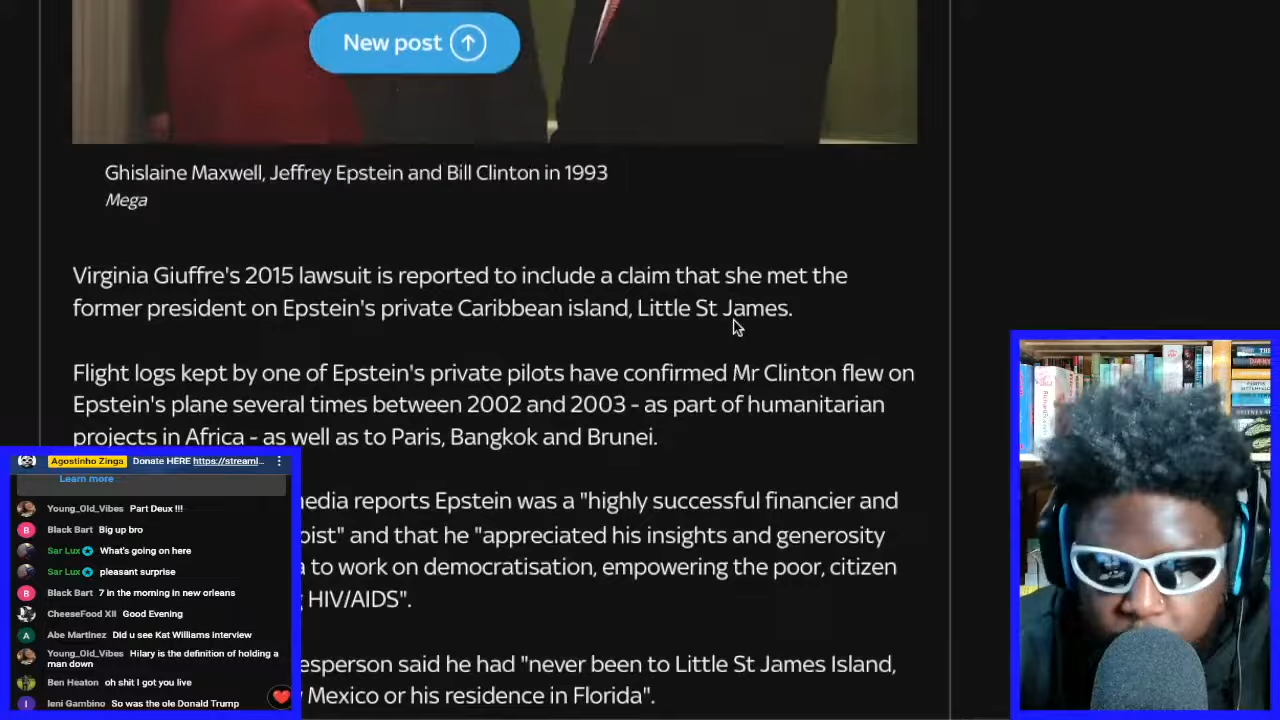 New post
Ghislaine Maxwell, Jeffrey Epstein and Bill Clinton in 1993
Mega
Virginia Giuffre's 2015 lawsuit is reported to include a claim that she met the
former president on Epstein's private Caribbean island, Little St James.
Flight logs kept by one of Epstein's private pilots have confirmed Mr Clinton flew on
Epstein's plane several times between 2002 and 2003 - as part of humanitarian
projects in Africa - as well as to Paris, Bangkok and Brunei.
reports Epstein was a "highly successful financier and
and that he "appreciated his insights and generosity
to work on democratisation, empowering the poor, citizen
HIV/AIDS".
said he had "never been to Little St James Island,
Mexico or his residence in Florida".
Agostinho Zinga Donate HERE https://streaml...
Learn more
Young_Old_Vibes Part Deux !!!
B Black Bart Big up bro
Sar Lux What's going on here
Sar Lux pleasant surprise
B Black Bart 7 in the morning in new orleans
CheeseFood XII Good Evening
A Abe Martinez Did u see Kat Williams interview
Young_Old_Vibes Hilary is the definition of holding a
man down
Ben Heaton oh shit I got you live
I Ieni Gambino So was the ole Donald Trump